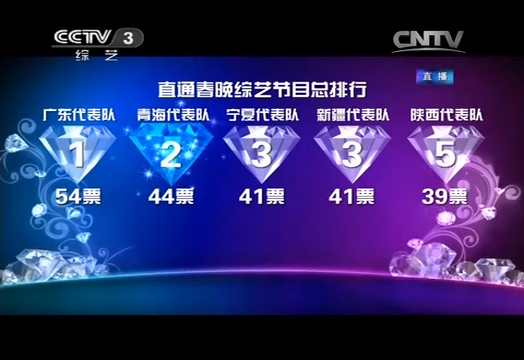 CCTV 3
综艺
CNTV
直播
直通春晚综艺节目总排行
广东代表队 青海代表队 宁夏代表队 新疆代表队 陕西代表队
1 2 3 3 5
54票 44票 41票 41票 39票